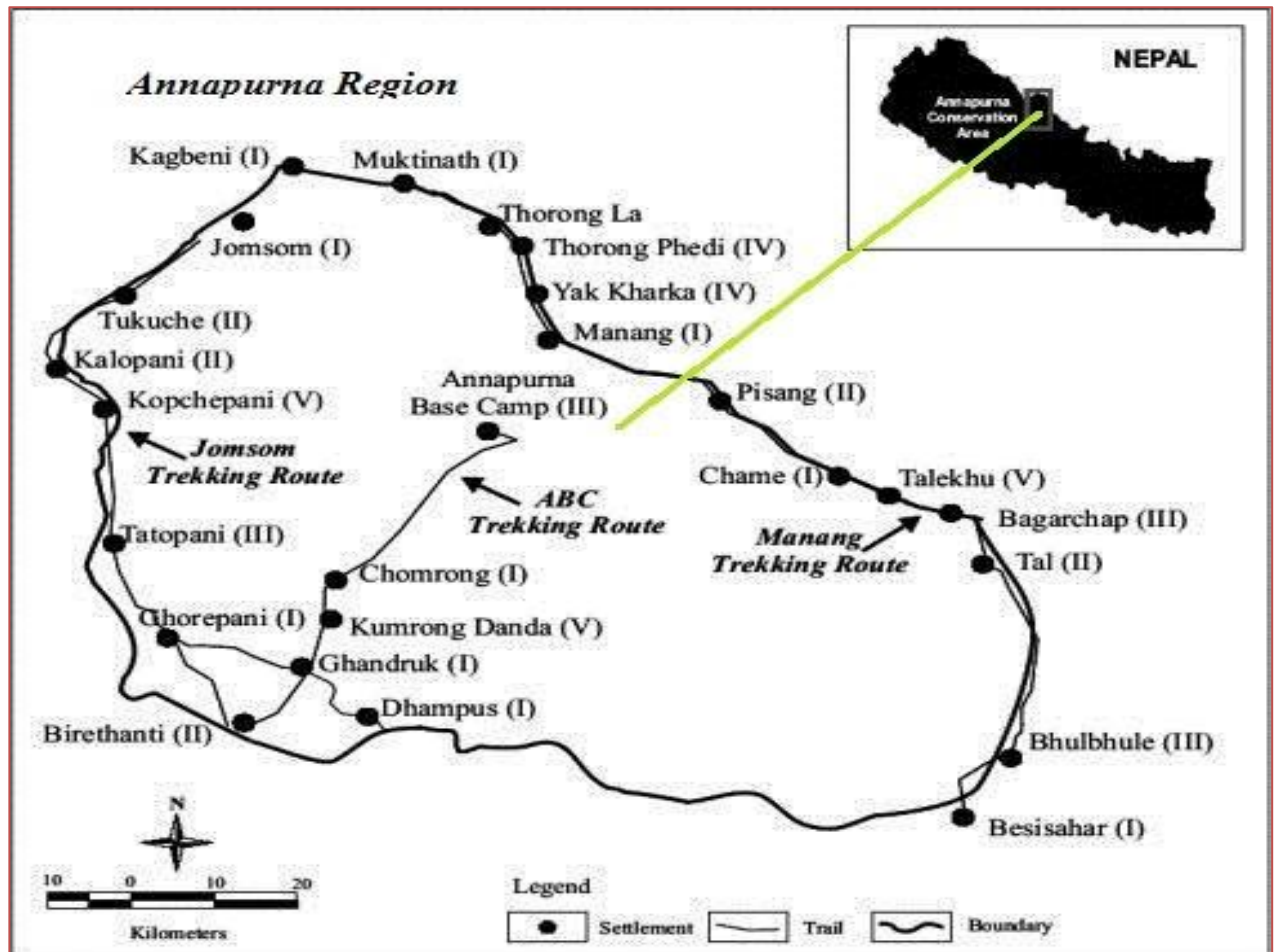 Annapurna Region
NEPAL
Annapurna
Conservation
Area
Kagbeni (I)
Muktinath (I)
Thorong La
Jomsom (I)
Thorong Phedi (IV)
Yak Kharka (IV)
Tukuche (II)
Manang (I)
Kalopani (II)
Annapurna
Base Camp (III)
Pisang (II)
Kopchepani (V)
Jomsom
Trekking Route
ABC
Trekking Route
Chame (I)
Talekhu (V)
Bagarchap (III)
Manang
Trekking Route
Tatopani (III)
Tal (II)
Chomrong (I)
Ghorepani (I)
Kumrong Danda (V)
Ghandruk (I)
Dhampus (I)
Birethanti (II)
Bhulbhule (III)
Besisahar (I)
N
10 0 10 20
Kilometers
Legend
Settlement
Trail
Boundary